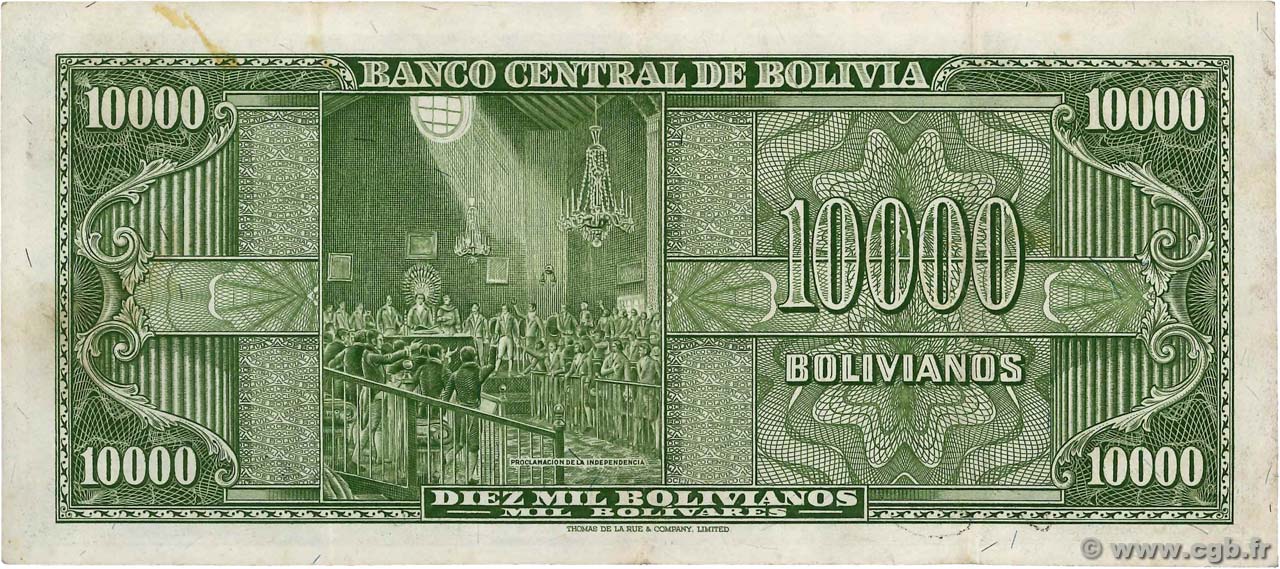 BANCO CENTRAL DE BOLIVIA
10000
10000
10000
BOLIVIANOS
PROCLAMACION DE LA INDEPENDENCIA
10000
10000
DIEZ MIL BOLIVIANOS
MIL BOLIVARES
THOMAS DE LA RUE & COMPANY, LIMITED.
© www.cgb.fr